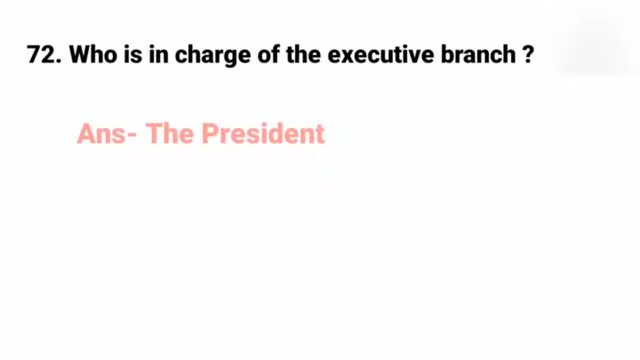 72. Who is in charge of the executive branch ?
Ans- The President